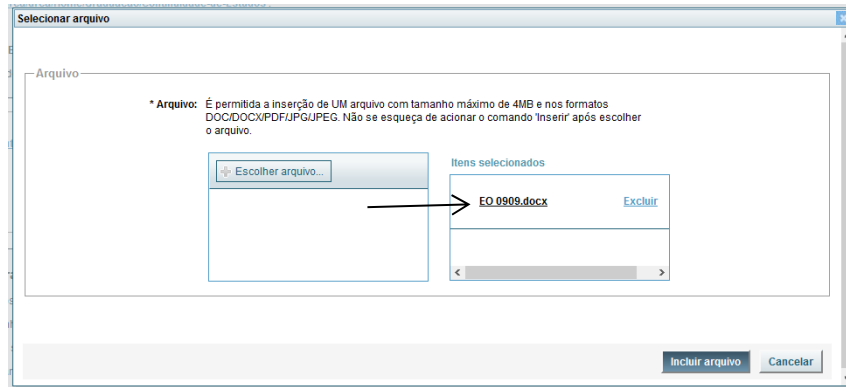 Selecionar arquivo
Arquivo
* Arquivo: É permitida a inserção de UM arquivo com tamanho máximo de 4MB e nos formatos
DOC/DOCX/PDF/JPG/JPEG. Não se esqueça de acionar o comando 'Inserir' após escolher
o arquivo.
Escolher arquivo...
Itens selecionados
EO 0909.docx Excluir
Incluir arquivo Cancelar